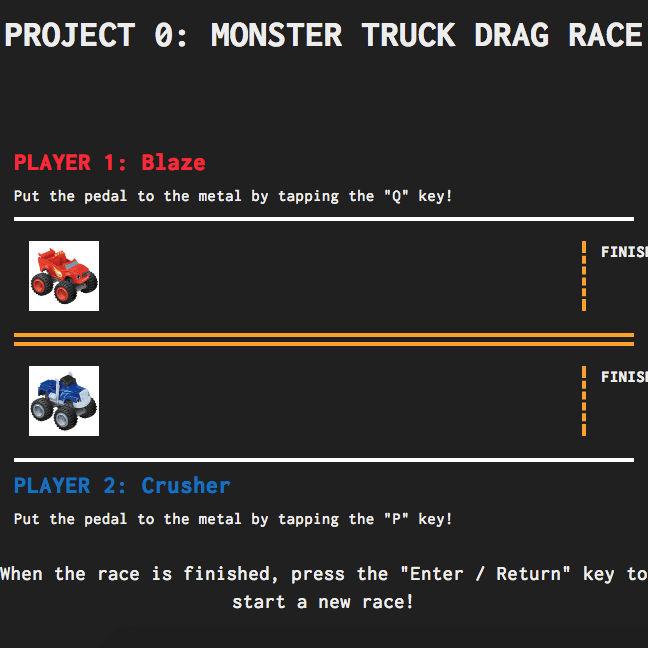 PROJECT 0: MONSTER TRUCK DRAG RACE
PLAYER 1: Blaze
Put the pedal to the metal by tapping the "Q" key!
FINISH
FINISH
PLAYER 2: Crusher
Put the pedal to the metal by tapping the "P" key!
When the race is finished, press the "Enter / Return" key to
start a new race!